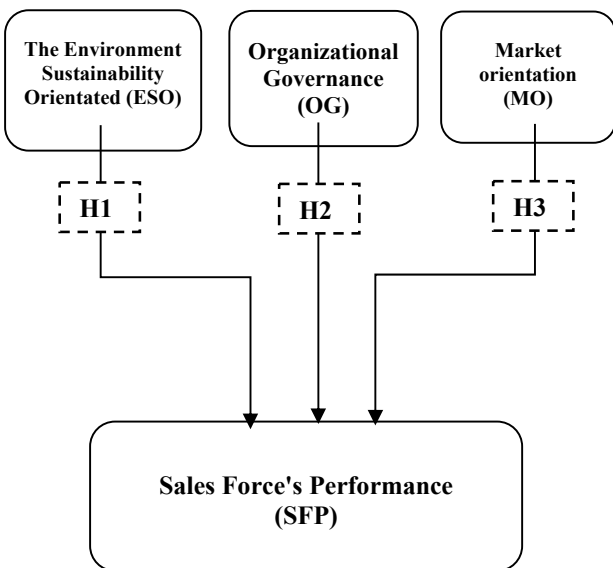 The Environment
Sustainability
Orientated (ESO)
Organizational
Governance
(OG)
Market
orientation
(MO)
H1
H2
H3
Sales Force's Performance
(SFP)